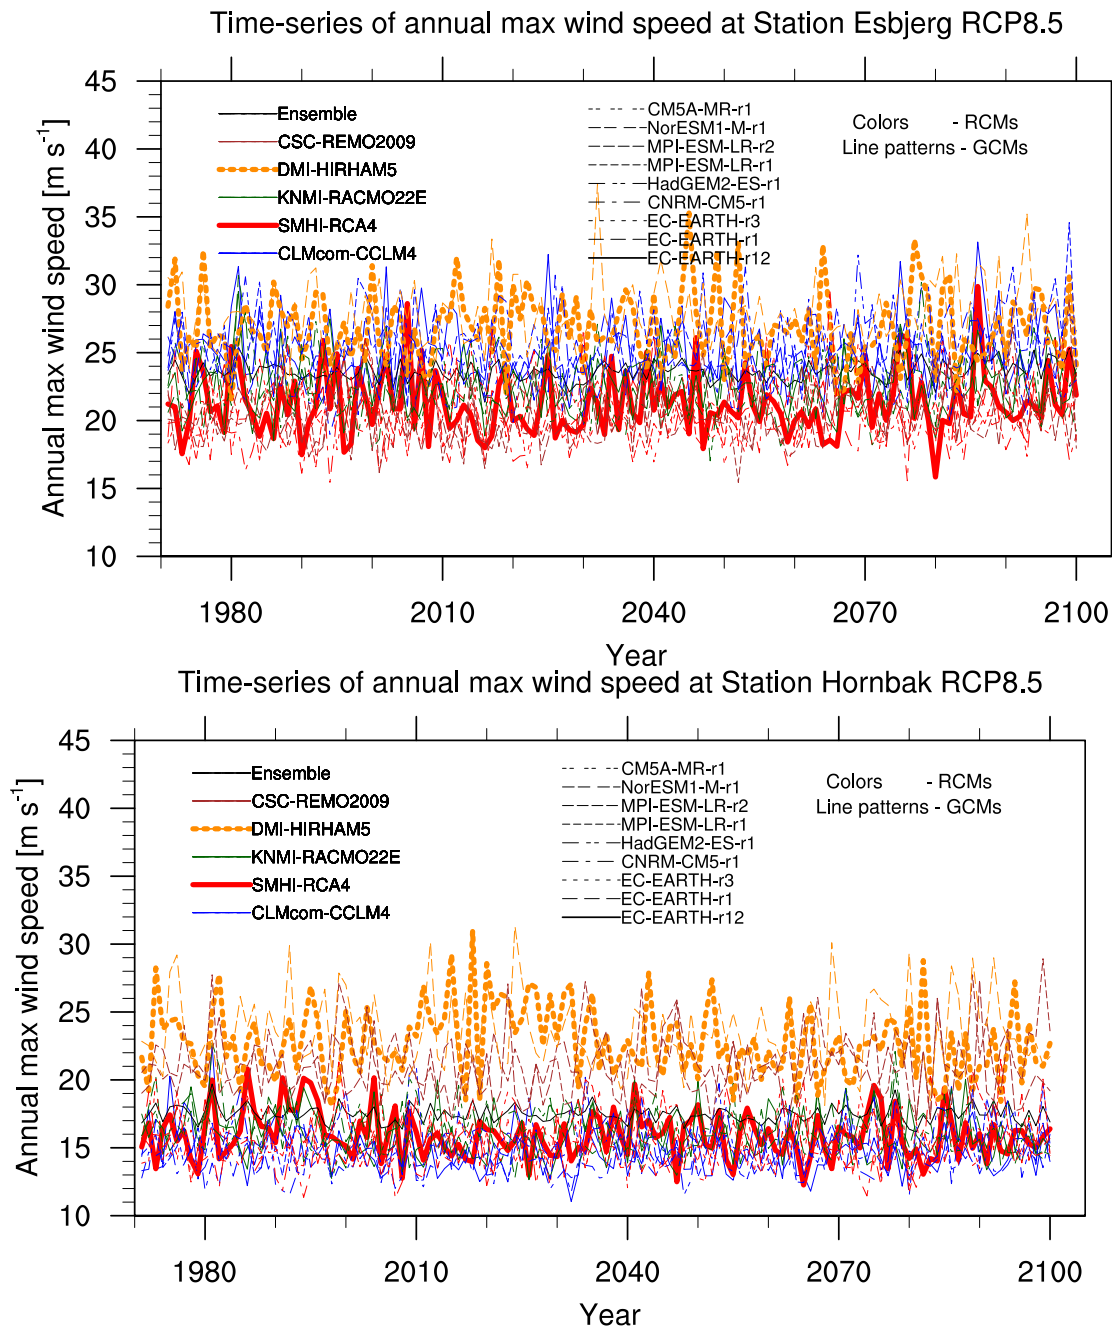 Time-series of annual max wind speed at Station Esbjerg RCP8.5
Annual max wind speed [m s⁻¹]
45
40
35
30
25
20
15
10
Ensemble
CSC-REMO2009
DMI-HIRHAM5
KNMI-RACMO22E
SMHI-RCA4
CLMcom-CCLM4
CM5A-MR-r1
NorESM1-M-r1
MPI-ESM-LR-r2
MPI-ESM-LR-r1
HadGEM2-ES-r1
CNRM-CM5-r1
EC-EARTH-r3
EC-EARTH-r1
EC-EARTH-r12
Colors - RCMs
Line patterns - GCMs
1980 2010 2040 2070 2100
Year
Time-series of annual max wind speed at Station Hornbak RCP8.5
Annual max wind speed [m s⁻¹]
45
40
35
30
25
20
15
10
Ensemble
CSC-REMO2009
DMI-HIRHAM5
KNMI-RACMO22E
SMHI-RCA4
CLMcom-CCLM4
CM5A-MR-r1
NorESM1-M-r1
MPI-ESM-LR-r2
MPI-ESM-LR-r1
HadGEM2-ES-r1
CNRM-CM5-r1
EC-EARTH-r3
EC-EARTH-r1
EC-EARTH-r12
Colors - RCMs
Line patterns - GCMs
1980 2010 2040 2070 2100
Year